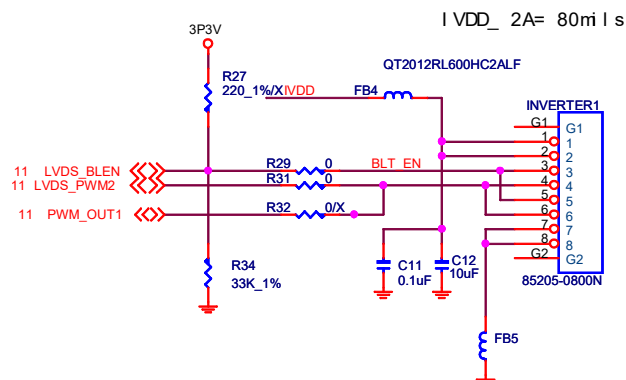 IVDD_ 2A= 80mils
3P3V
QT2012RL600HC2ALF
R27
220_1%/X
IVDD
FB4
INVERTER1
G1
G1
1
1
2
2
11 LVDS_BLEN
R29
0
BLT_EN
3
3
11 LVDS_PWM2
R31
0
4
4
5
5
11 PWM_OUT1
R32
0/X
6
6
7
7
8
8
G2
G2
R34
33K_1%
C11
0.1uF
C12
10uF
85205-0800N
FB5